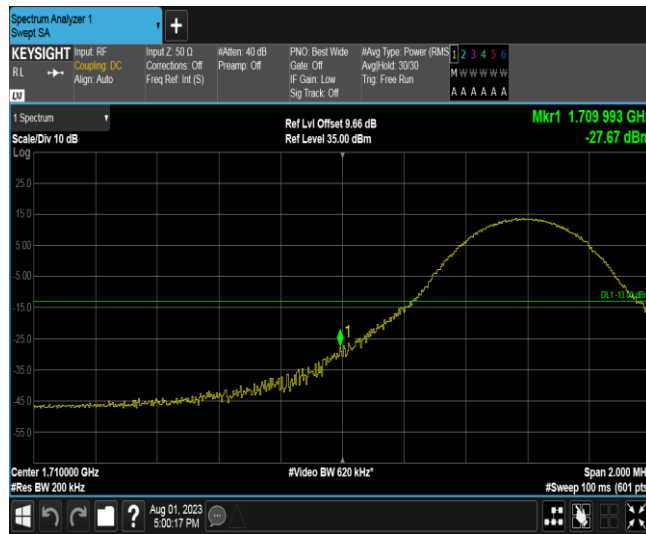 Spectrum Analyzer 1
Swept SA
+
KEYSIGHT
RL
LXI
Input: RF
Coupling: DC
Align: Auto
Input Z: 50 Ω
Corrections: Off
Freq Ref: Int (S)
#Atten: 40 dB
Preamp: Off
PNO: Best Wide
Gate: Off
IF Gain: Low
Sig Track: Off
#Avg Type: Power (RMS
Avg|Hold: 30/30
Trig: Free Run
1 2 3 4 5 6
M W W W W W
A A A A A A
1 Spectrum
Scale/Div 10 dB
Log
Ref Lvl Offset 9.66 dB
Ref Level 35.00 dBm
Mkr1 1.709 993 GHz
-27.67 dBm
25.0
15.0
5.00
-5.00
-15.0
-25.0
-35.0
-45.0
-55.0
DL1 -13.00 dBm
1
Center 1.710000 GHz
#Res BW 200 kHz
#Video BW 620 kHz*
Span 2.000 MH
#Sweep 100 ms (601 pts
?
Aug 01, 2023
5:00:17 PM